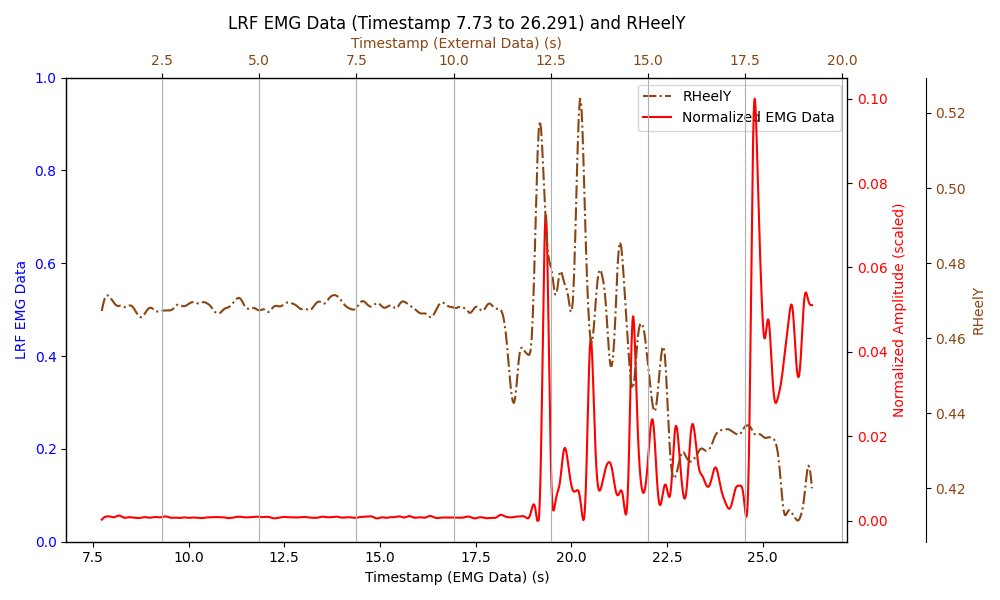 LRF EMG Data (Timestamp 7.73 to 26.291) and RHeelY
Timestamp (External Data) (s)
2.5 5.0 7.5 10.0 12.5 15.0 17.5 20.0
RHeelY
Normalized EMG Data
LRF EMG Data
1.0
0.8
0.6
0.4
0.2
0.0
0.10
0.08
0.06
0.04
0.02
0.00
Normalized Amplitude (scaled)
0.52
0.50
0.48
0.46
0.44
0.42
RHeelY
7.5 10.0 12.5 15.0 17.5 20.0 22.5 25.0
Timestamp (EMG Data) (s)